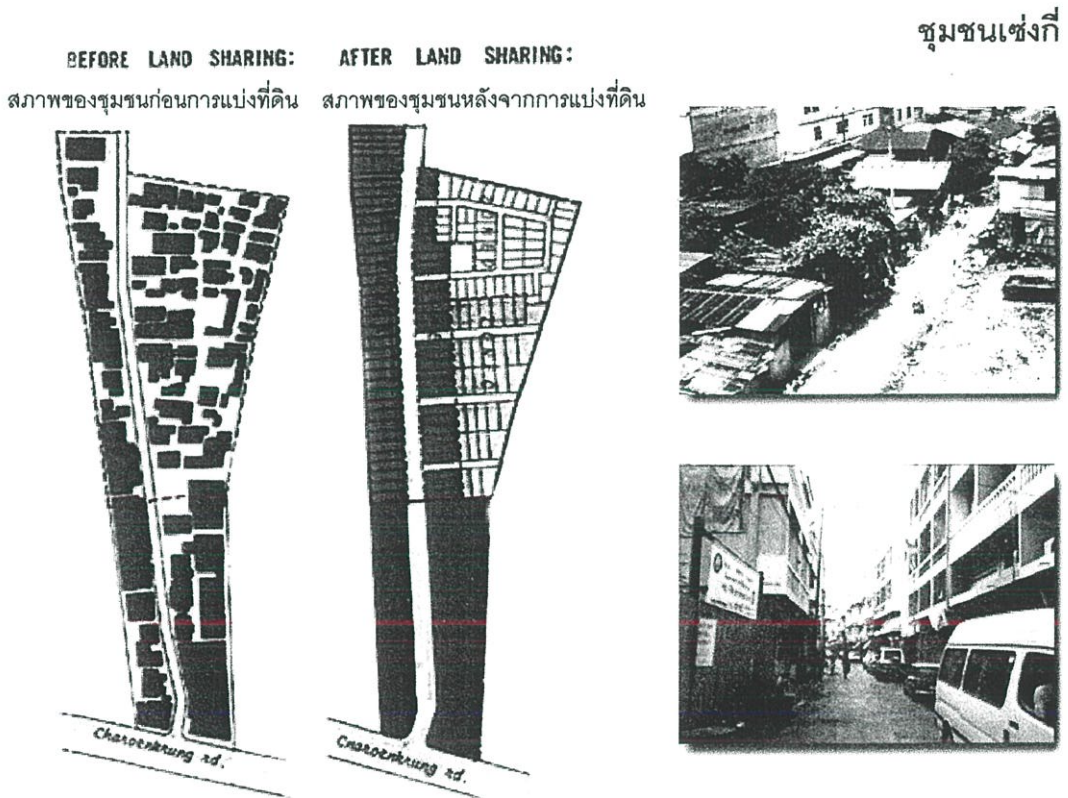 ชุมชนเซ่งกี่
BEFORE LAND SHARING:
สภาพของชุมชนก่อนการแบ่งที่ดิน
AFTER LAND SHARING:
สภาพของชุมชนหลังจากการแบ่งที่ดิน
Charoenkrung rd.
Charoenkrung rd.